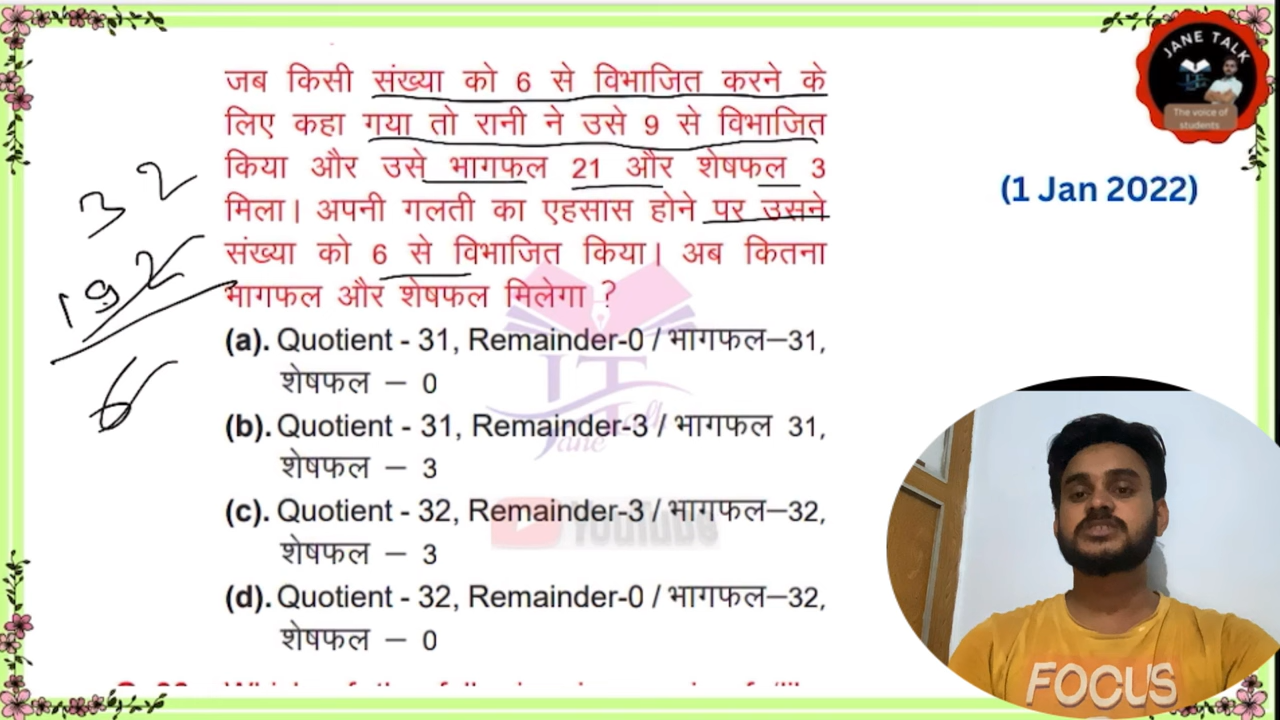 JANE TALK
The voice of
students
जब किसी संख्या को 6 से विभाजित करने के
लिए कहा गया तो रानी ने उसे 9 से विभाजित
किया और उसे भागफल 21 और शेषफल 3
मिला। अपनी गलती का एहसास होने पर उसने
संख्या को 6 से विभाजित किया। अब कितना
भागफल और शेषफल मिलेगा ?
(1 Jan 2022)
32
192
6
(a). Quotient - 31, Remainder-0 / भागफल–31,
शेषफल – 0
(b). Quotient - 31, Remainder-3 / भागफल 31,
शेषफल – 3
(c). Quotient - 32, Remainder-3 / भागफल–32,
शेषफल – 3
(d). Quotient - 32, Remainder-0 / भागफल–32,
शेषफल – 0
Jane Talk
YouTube
FOCUS